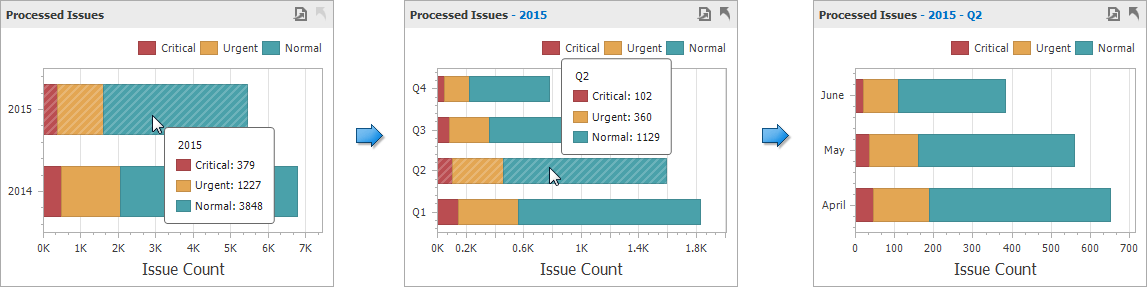 Processed Issues
Critical Urgent Normal
2015
2014
2015
Critical: 379
Urgent: 1227
Normal: 3848
0K 1K 2K 3K 4K 5K 6K 7K
Issue Count
Processed Issues - 2015
Critical Urgent Normal
Q4
Q3
Q2
Q1
Q2
Critical: 102
Urgent: 360
Normal: 1129
0K 0.2K 0.6K 1K 1.4K 1.8K
Issue Count
Processed Issues - 2015 - Q2
Critical Urgent Normal
June
May
April
0 100 200 300 400 500 600 700
Issue Count